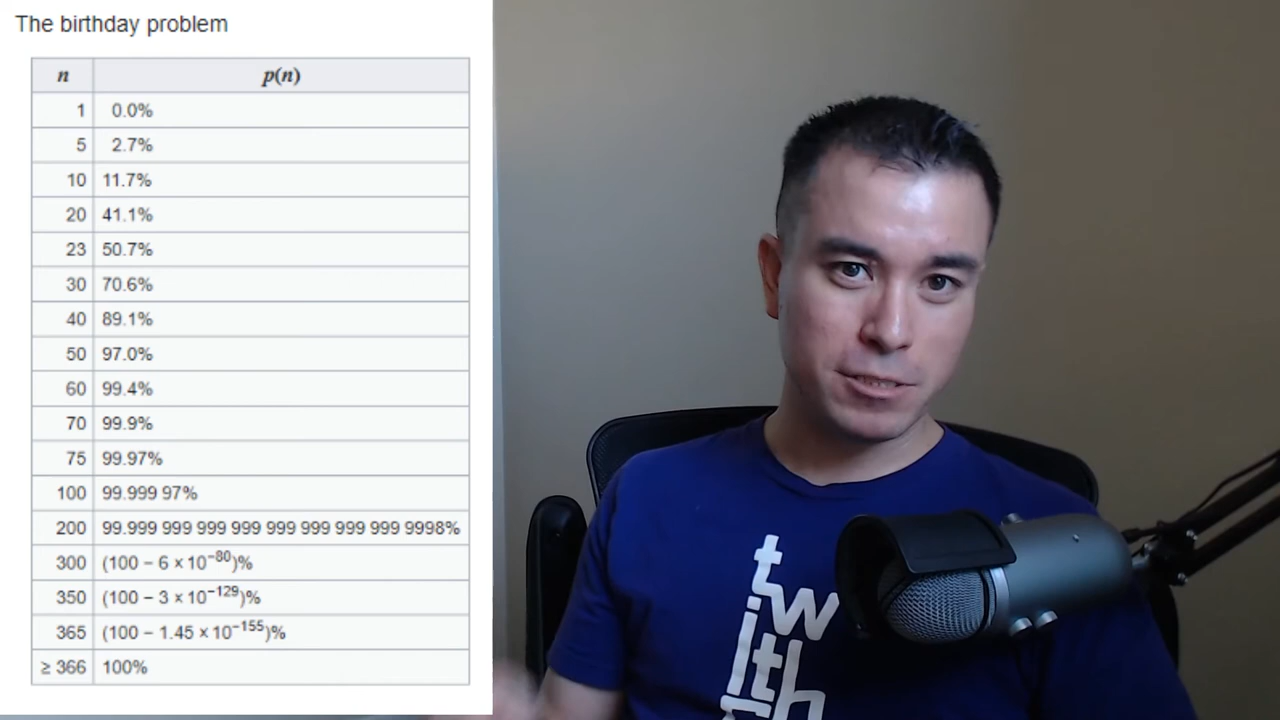 The birthday problem
n p(n)
1 0.0%
5 2.7%
10 11.7%
20 41.1%
23 50.7%
30 70.6%
40 89.1%
50 97.0%
60 99.4%
70 99.9%
75 99.97%
100 99.999 97%
200 99.999 999 999 999 999 999 999 999 9998%
300 (100 − 6 × 10⁻⁸⁰)%
350 (100 − 3 × 10⁻¹²⁹)%
365 (100 − 1.45 × 10⁻¹⁵⁵)%
≥ 366 100%
tw
ith